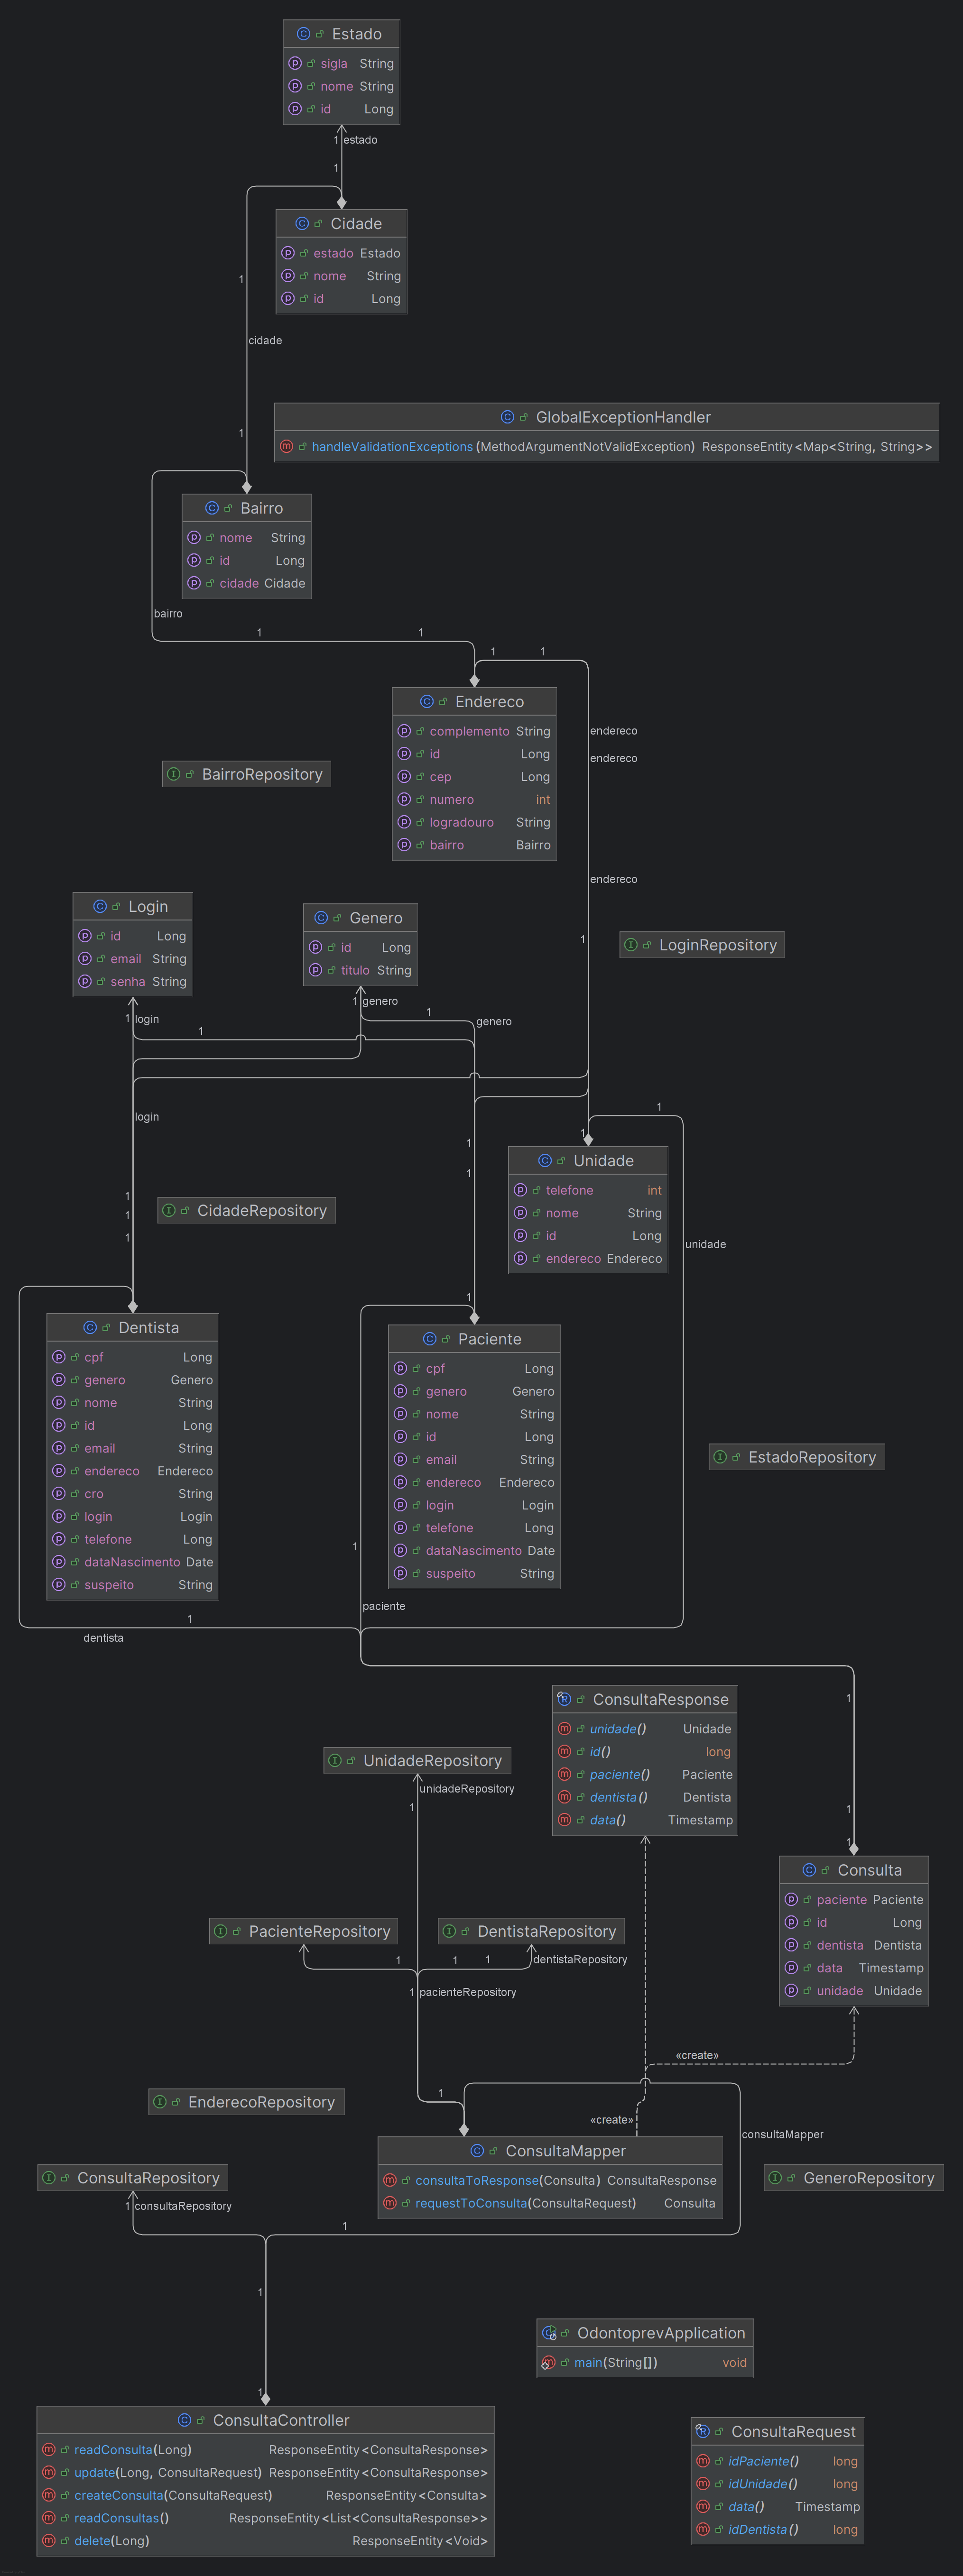 Estado
sigla String
nome String
id Long
1 estado
1
Cidade
estado Estado
nome String
id Long
1
cidade
GlobalExceptionHandler
handleValidationExceptions(MethodArgumentNotValidException) ResponseEntity<Map<String, String>>
1
Bairro
nome String
id Long
cidade Cidade
bairro
1 1
1 1
Endereco
complemento String
id Long
cep Long
numero int
logradouro String
bairro Bairro
endereco
endereco
BairroRepository
endereco
Login
id Long
email String
senha String
Genero
id Long
titulo String
1
LoginRepository
1 genero
1
1 login
1
genero
login
1
1
1
Unidade
telefone int
nome String
id Long
endereco Endereco
1
1
1
1
1
CidadeRepository
unidade
1
Dentista
cpf Long
genero Genero
nome String
id Long
email String
endereco Endereco
cro String
login Login
telefone Long
dataNascimento Date
suspeito String
Paciente
cpf Long
genero Genero
nome String
id Long
email String
endereco Endereco
login Login
telefone Long
dataNascimento Date
suspeito String
EstadoRepository
1
paciente
1
dentista
1
ConsultaResponse
unidade() Unidade
id() long
paciente() Paciente
dentista() Dentista
data() Timestamp
UnidadeRepository
unidadeRepository
1
1
1
Consulta
paciente Paciente
id Long
dentista Dentista
data Timestamp
unidade Unidade
PacienteRepository
DentistaRepository
1 1 1 dentistaRepository
1 pacienteRepository
«create»
1
EnderecoRepository
«create»
consultaMapper
ConsultaMapper
consultaToResponse(Consulta) ConsultaResponse
requestToConsulta(ConsultaRequest) Consulta
ConsultaRepository
GeneroRepository
1 consultaRepository
1
1
OdontoprevApplication
main(String[]) void
1
ConsultaController
readConsulta(Long) ResponseEntity<ConsultaResponse>
update(Long, ConsultaRequest) ResponseEntity<ConsultaResponse>
createConsulta(ConsultaRequest) ResponseEntity<Consulta>
readConsultas() ResponseEntity<List<ConsultaResponse>>
delete(Long) ResponseEntity<Void>
ConsultaRequest
idPaciente() long
idUnidade() long
data() Timestamp
idDentista() long